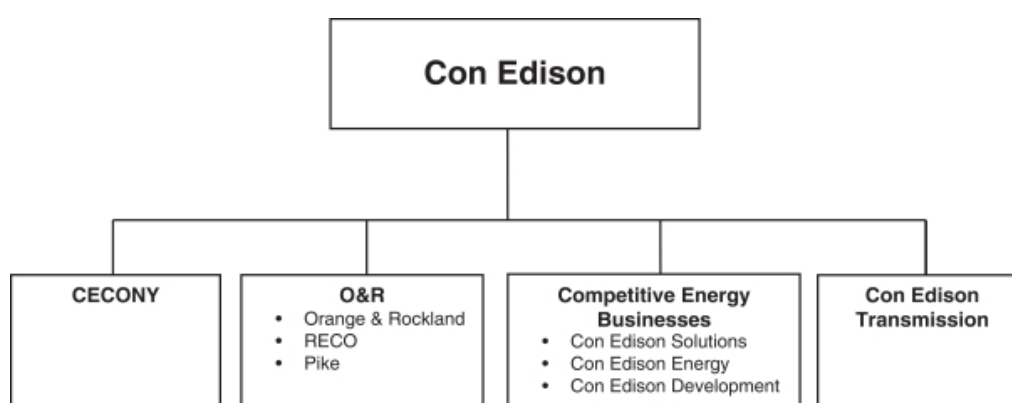 Con Edison
CECONY
O&R
• Orange & Rockland
• RECO
• Pike
Competitive Energy
Businesses
• Con Edison Solutions
• Con Edison Energy
• Con Edison Development
Con Edison
Transmission